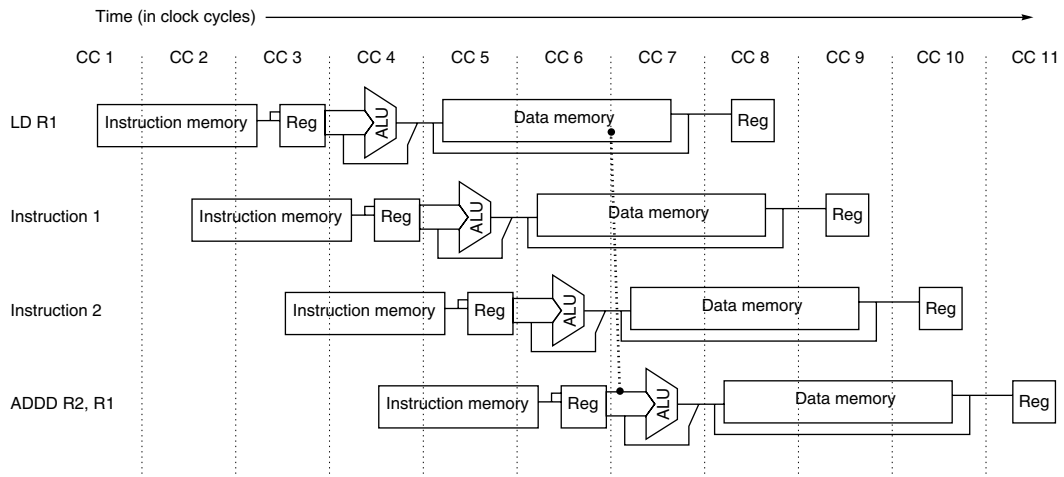 Time (in clock cycles)
CC 1 CC 2 CC 3 CC 4 CC 5 CC 6 CC 7 CC 8 CC 9 CC 10 CC 11
LD R1 Instruction memory Reg ALU Data memory Reg
Instruction 1 Instruction memory Reg ALU Data memory Reg
Instruction 2 Instruction memory Reg ALU Data memory Reg
ADDD R2, R1 Instruction memory Reg ALU Data memory Reg